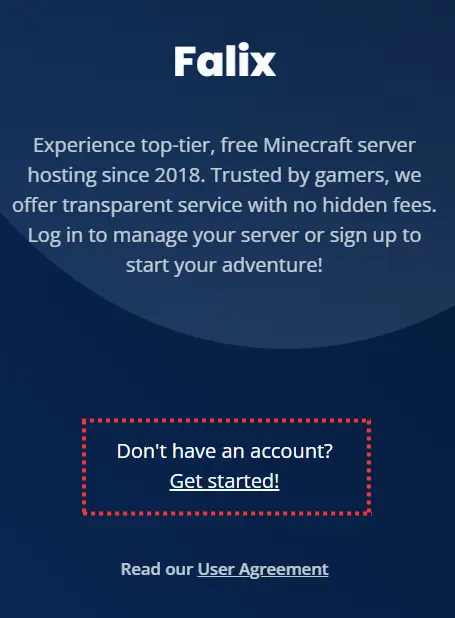 Falix
Experience top-tier, free Minecraft server
hosting since 2018. Trusted by gamers, we
offer transparent service with no hidden fees.
Log in to manage your server or sign up to
start your adventure!
Don't have an account?
Get started!
Read our User Agreement